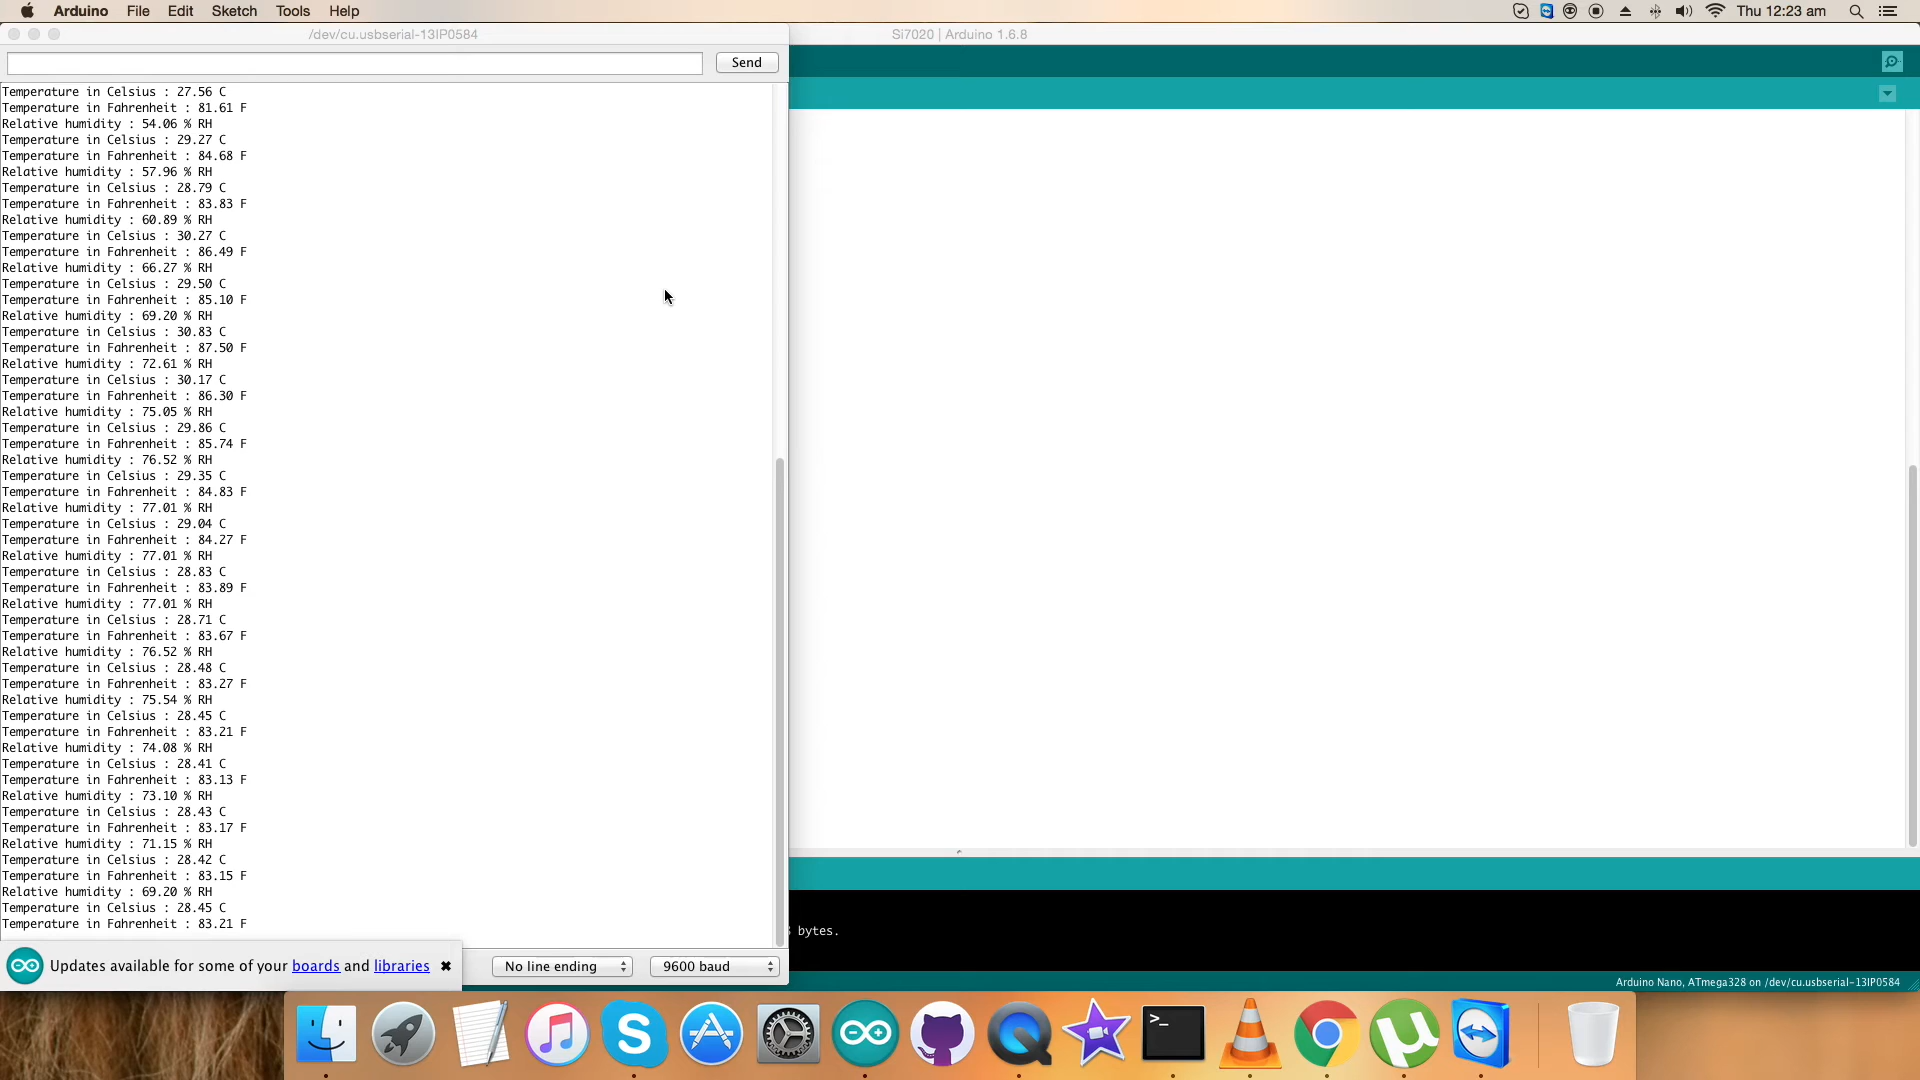 Arduino File Edit Sketch Tools Help Thu 12:23 am
/dev/cu.usbserial-13IP0584
Si7020 | Arduino 1.6.8
Send
Temperature in Celsius : 27.56 C
Temperature in Fahrenheit : 81.61 F
Relative humidity : 54.06 % RH
Temperature in Celsius : 29.27 C
Temperature in Fahrenheit : 84.68 F
Relative humidity : 57.96 % RH
Temperature in Celsius : 28.79 C
Temperature in Fahrenheit : 83.83 F
Relative humidity : 60.89 % RH
Temperature in Celsius : 30.27 C
Temperature in Fahrenheit : 86.49 F
Relative humidity : 66.27 % RH
Temperature in Celsius : 29.50 C
Temperature in Fahrenheit : 85.10 F
Relative humidity : 69.20 % RH
Temperature in Celsius : 30.83 C
Temperature in Fahrenheit : 87.50 F
Relative humidity : 72.61 % RH
Temperature in Celsius : 30.17 C
Temperature in Fahrenheit : 86.30 F
Relative humidity : 75.05 % RH
Temperature in Celsius : 29.86 C
Temperature in Fahrenheit : 85.74 F
Relative humidity : 76.52 % RH
Temperature in Celsius : 29.35 C
Temperature in Fahrenheit : 84.83 F
Relative humidity : 77.01 % RH
Temperature in Celsius : 29.04 C
Temperature in Fahrenheit : 84.27 F
Relative humidity : 77.01 % RH
Temperature in Celsius : 28.83 C
Temperature in Fahrenheit : 83.89 F
Relative humidity : 77.01 % RH
Temperature in Celsius : 28.71 C
Temperature in Fahrenheit : 83.67 F
Relative humidity : 76.52 % RH
Temperature in Celsius : 28.48 C
Temperature in Fahrenheit : 83.27 F
Relative humidity : 75.54 % RH
Temperature in Celsius : 28.45 C
Temperature in Fahrenheit : 83.21 F
Relative humidity : 74.08 % RH
Temperature in Celsius : 28.41 C
Temperature in Fahrenheit : 83.13 F
Relative humidity : 73.10 % RH
Temperature in Celsius : 28.43 C
Temperature in Fahrenheit : 83.17 F
Relative humidity : 71.15 % RH
Temperature in Celsius : 28.42 C
Temperature in Fahrenheit : 83.15 F
Relative humidity : 69.20 % RH
Temperature in Celsius : 28.45 C
Temperature in Fahrenheit : 83.21 F
bytes.
Updates available for some of your boards and libraries
No line ending
9600 baud
Arduino Nano, ATmega328 on /dev/cu.usbserial-13IP0584